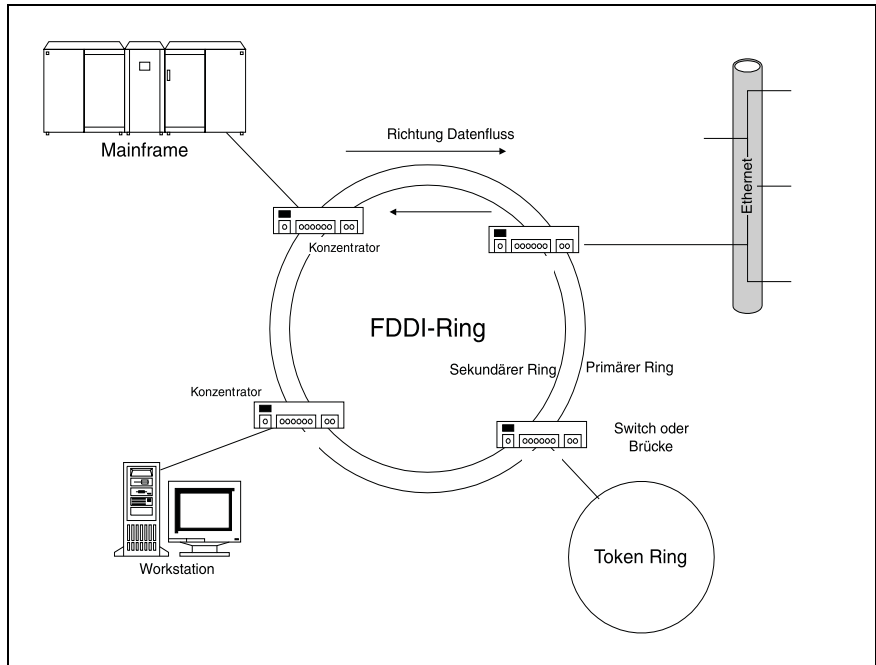 Mainframe
Richtung Datenfluss
Ethernet
Konzentrator
FDDI-Ring
Sekundärer Ring
Primärer Ring
Konzentrator
Switch oder
Brücke
Token Ring
Workstation